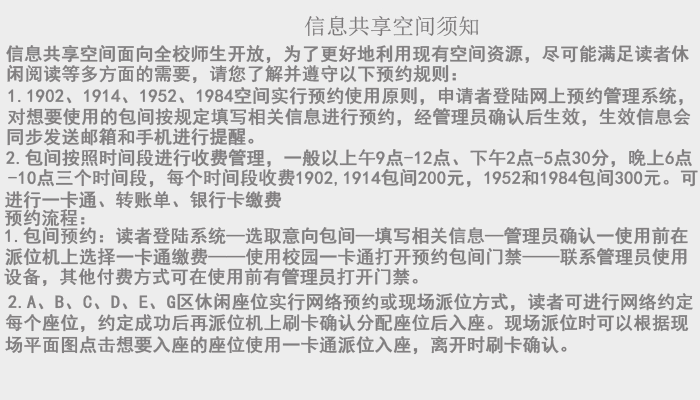 信息共享空间须知
信息共享空间面向全校师生开放，为了更好地利用现有空间资源，尽可能满足读者休
闲阅读等多方面的需要，请您了解并遵守以下预约规则：
1.1902、1914、1952、1984空间实行预约使用原则，申请者登陆网上预约管理系统，
对想要使用的包间按规定填写相关信息进行预约，经管理员确认后生效，生效信息会
同步发送邮箱和手机进行提醒。
2.包间按照时间段进行收费管理，一般以上午9点-12点、下午2点-5点30分，晚上6点
-10点三个时间段，每个时间段收费1902,1914包间200元，1952和1984包间300元。可
进行一卡通、转账单、银行卡缴费
预约流程：
1.包间预约：读者登陆系统—选取意向包间—填写相关信息—管理员确认—使用前在
派位机上选择一卡通缴费——使用校园一卡通打开预约包间门禁——联系管理员使用
设备，其他付费方式可在使用前有管理员打开门禁。
2.A、B、C、D、E、G区休闲座位实行网络预约或现场派位方式，读者可进行网络约定
每个座位，约定成功后再派位机上刷卡确认分配座位后入座。现场派位时可以根据现
场平面图点击想要入座的座位使用一卡通派位入座，离开时刷卡确认。